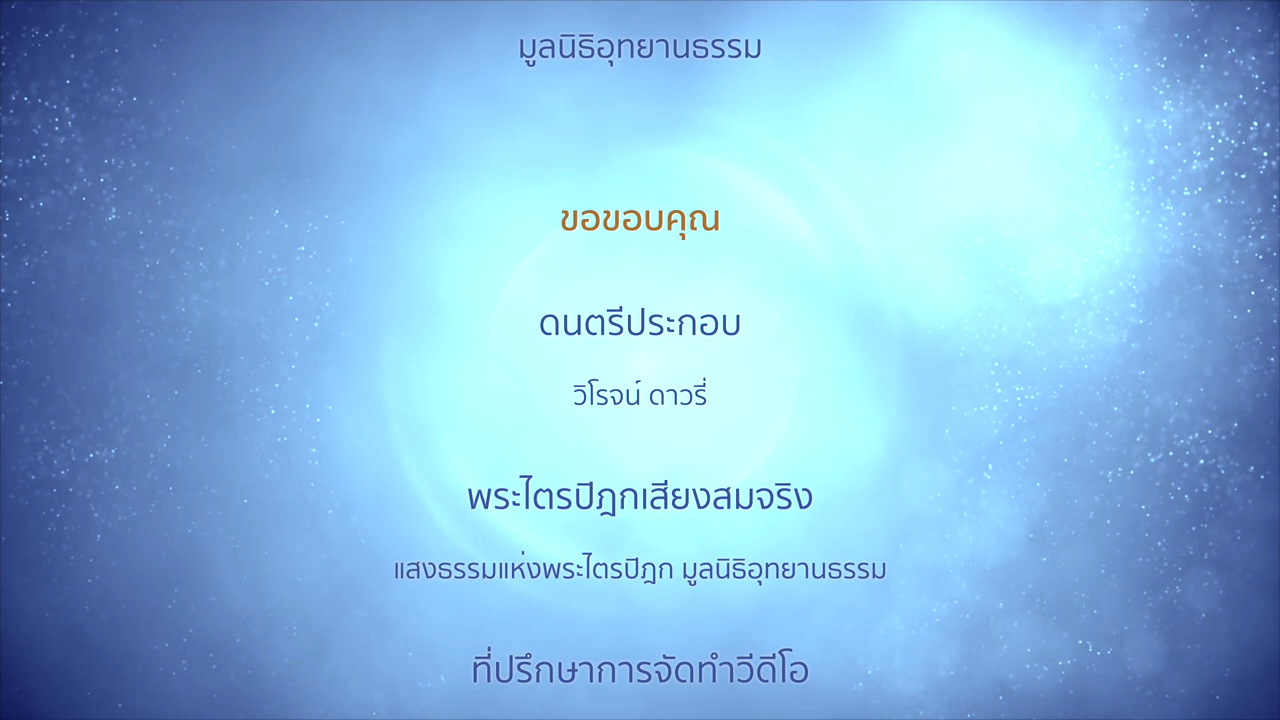 มูลนิธิอุทยานธรรม
ขอขอบคุณ
ดนตรีประกอบ
วิโรจน์ ดาวรี่
พระไตรปิฎกเสียงสมจริง
แสงธรรมแห่งพระไตรปิฎก มูลนิธิอุทยานธรรม
ที่ปรึกษาการจัดทำวีดีโอ